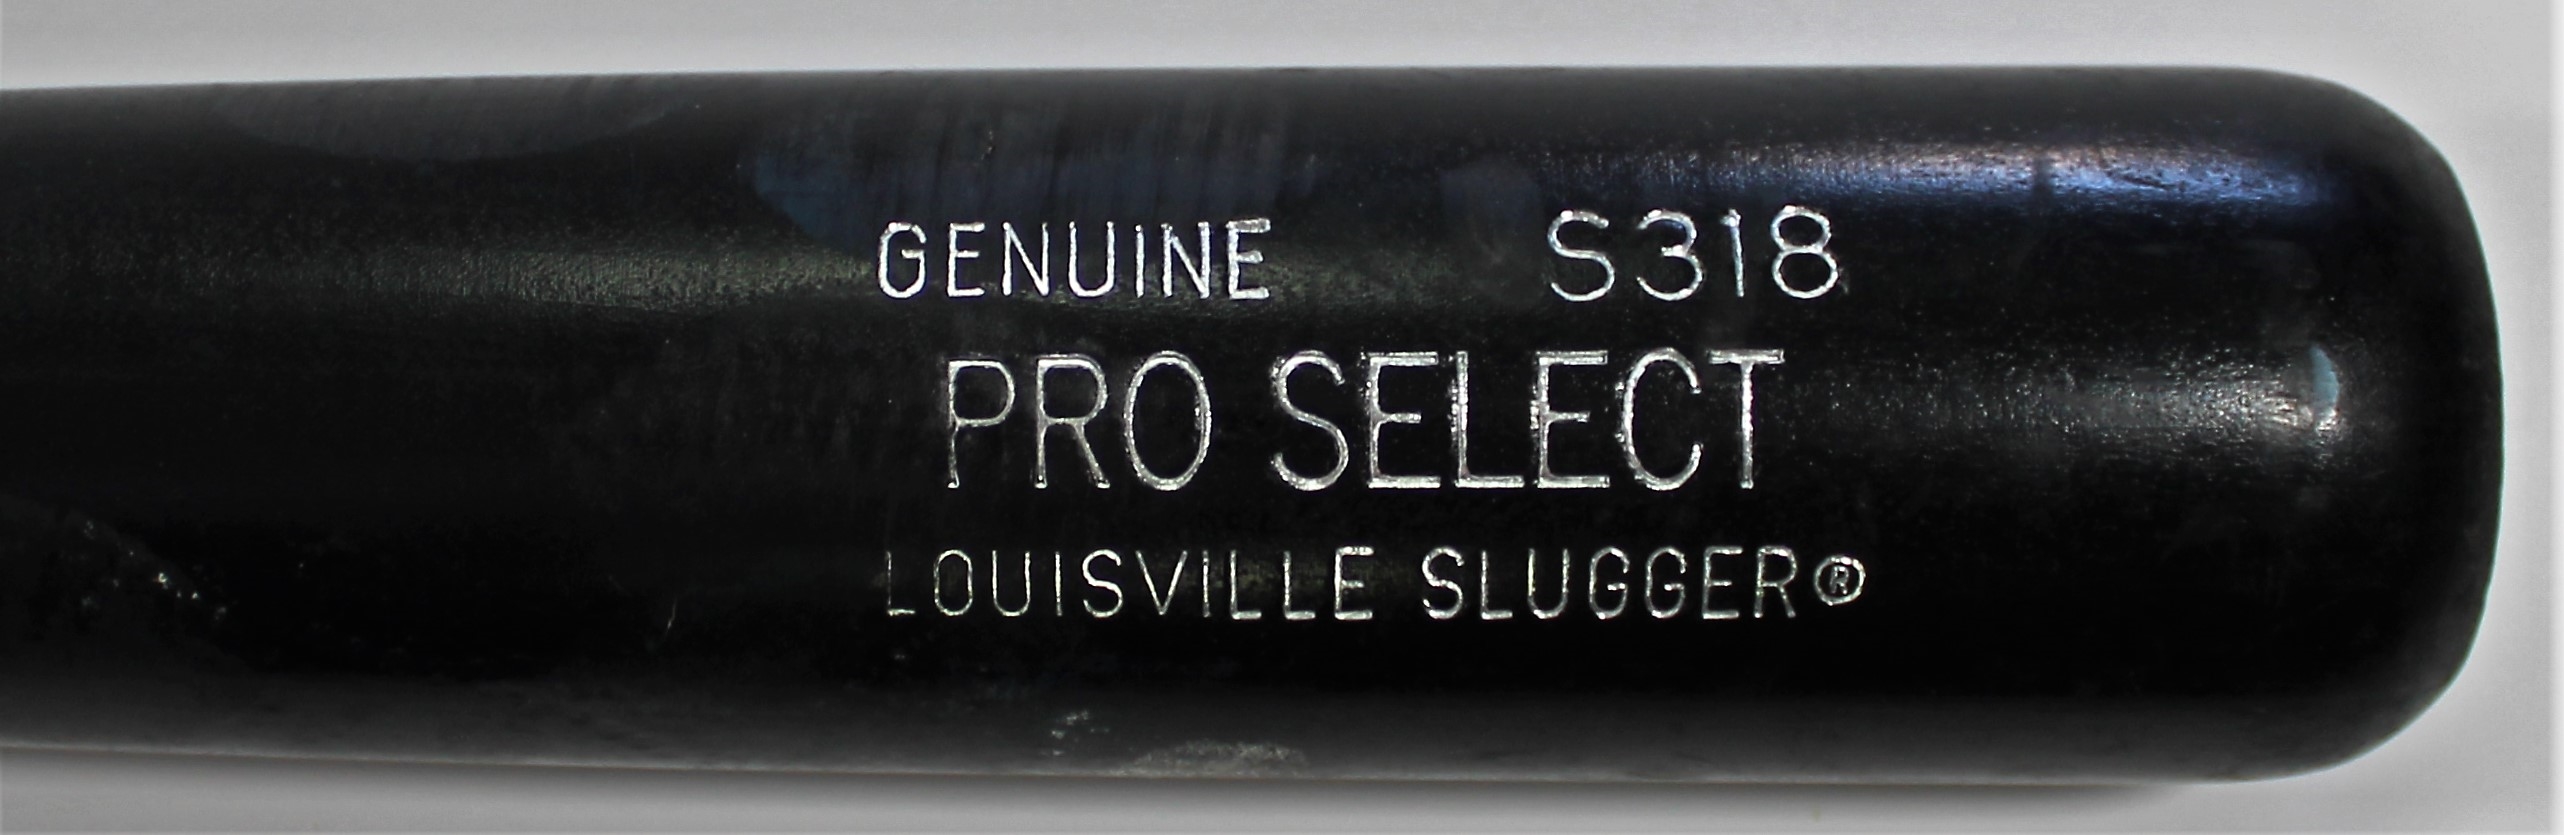 GENUINE S318
PRO SELECT
LOUISVILLE SLUGGER®